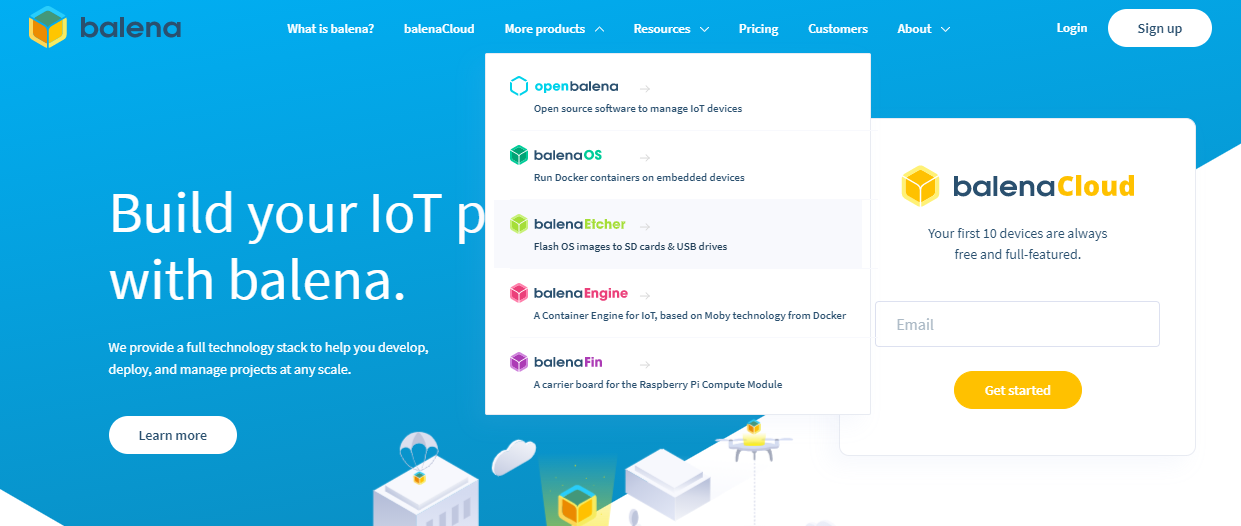 balena
What is balena? balenaCloud More products Resources Pricing Customers About Login Sign up
openbalena
Open source software to manage IoT devices
balenaOS
Run Docker containers on embedded devices
balenaEtcher
Flash OS images to SD cards & USB drives
balenaEngine
A Container Engine for IoT, based on Moby technology from Docker
balenaFin
A carrier board for the Raspberry Pi Compute Module
Build your IoT p
with balena.
We provide a full technology stack to help you develop,
deploy, and manage projects at any scale.
Learn more
balenaCloud
Your first 10 devices are always
free and full-featured.
Email
Get started